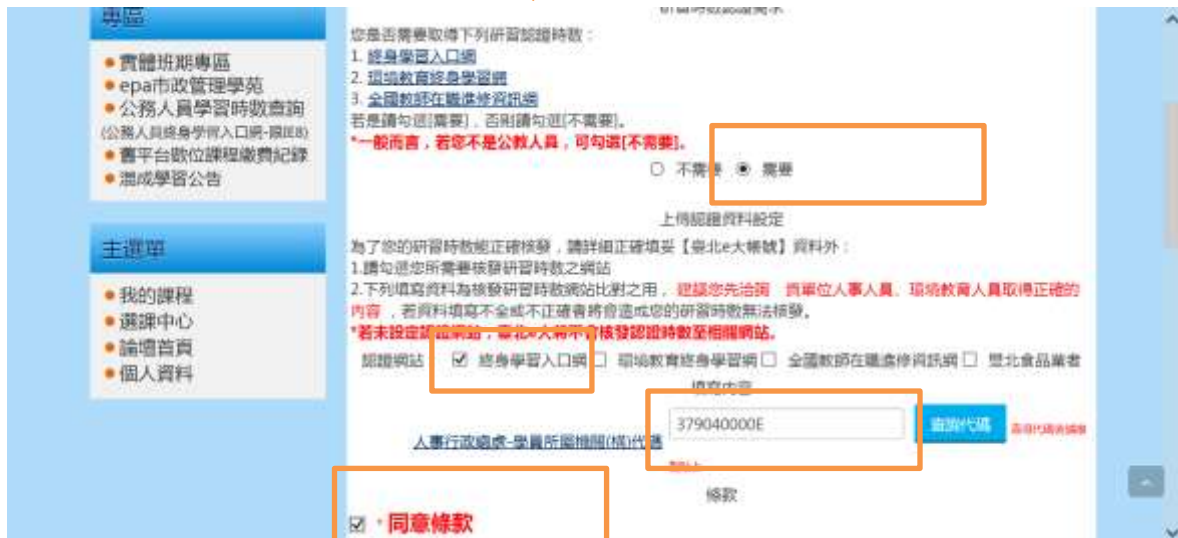 專區
●實體班期專區
●epa市政管理學苑
●公務人員學習時數查詢
●舊平台數位課程繳費紀錄
●混成學習公告
主選單
●我的課程
●選課中心
●論壇首頁
●個人資料
研習時數認證需求
您是否需要取得下列研習認證時數：
1. 終身學習入口網
2. 環境教育終身學習網
3. 全國教師在職進修資訊網
若是請勾選[需要]，否則請勾選[不需要]。
*一般而言，若您不是公教人員，可勾選[不需要]。
不需要 需要
上傳認證資料設定
為了您的研習時數能正確核發，請詳細正確填妥【臺北e大帳號】資料外：
1.請勾選您所需要核發研習時數之網站
2.下列填寫資料為核發研習時數網站比對之用，建議您先洽詢 貴單位人事人員、環境教育人員取得正確的
內容，若資料填寫不全或不正確者將會造成您的研習時數無法核發。
*若未設定認證網站，臺北e大將不會核發認證時數至相關網站。
認證網站 終身學習入口網 環境教育終身學習網 全國教師在職進修資訊網 臺北食品業者
填寫內容
人事行政總處-學員所屬機關(構)代碼 379040000E 查詢代碼
條款
*同意條款